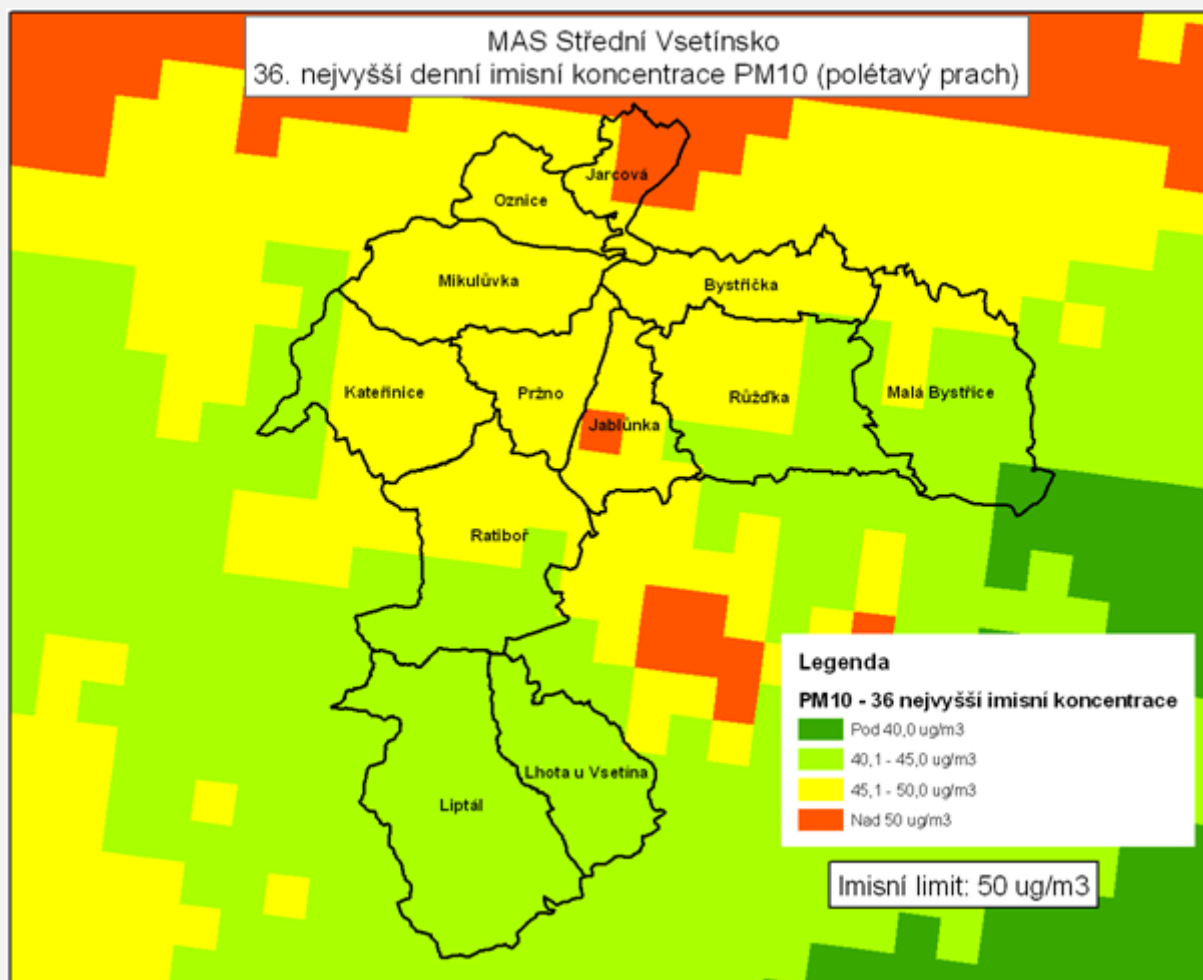 MAS Střední Vsetínsko
36. nejvyšší denní imisní koncentrace PM10 (polétavý prach)
Jarcová
Oznice
Mikulůvka
Bystřička
Kateřinice
Pržno
Jablůnka
Růžďka
Malá Bystřice
Ratiboř
Liptál
Lhota u Vsetína
Legenda
PM10 - 36 nejvyšší imisní koncentrace
Pod 40,0 ug/m3
40,1 - 45,0 ug/m3
45,1 - 50,0 ug/m3
Nad 50 ug/m3
Imisní limit: 50 ug/m3